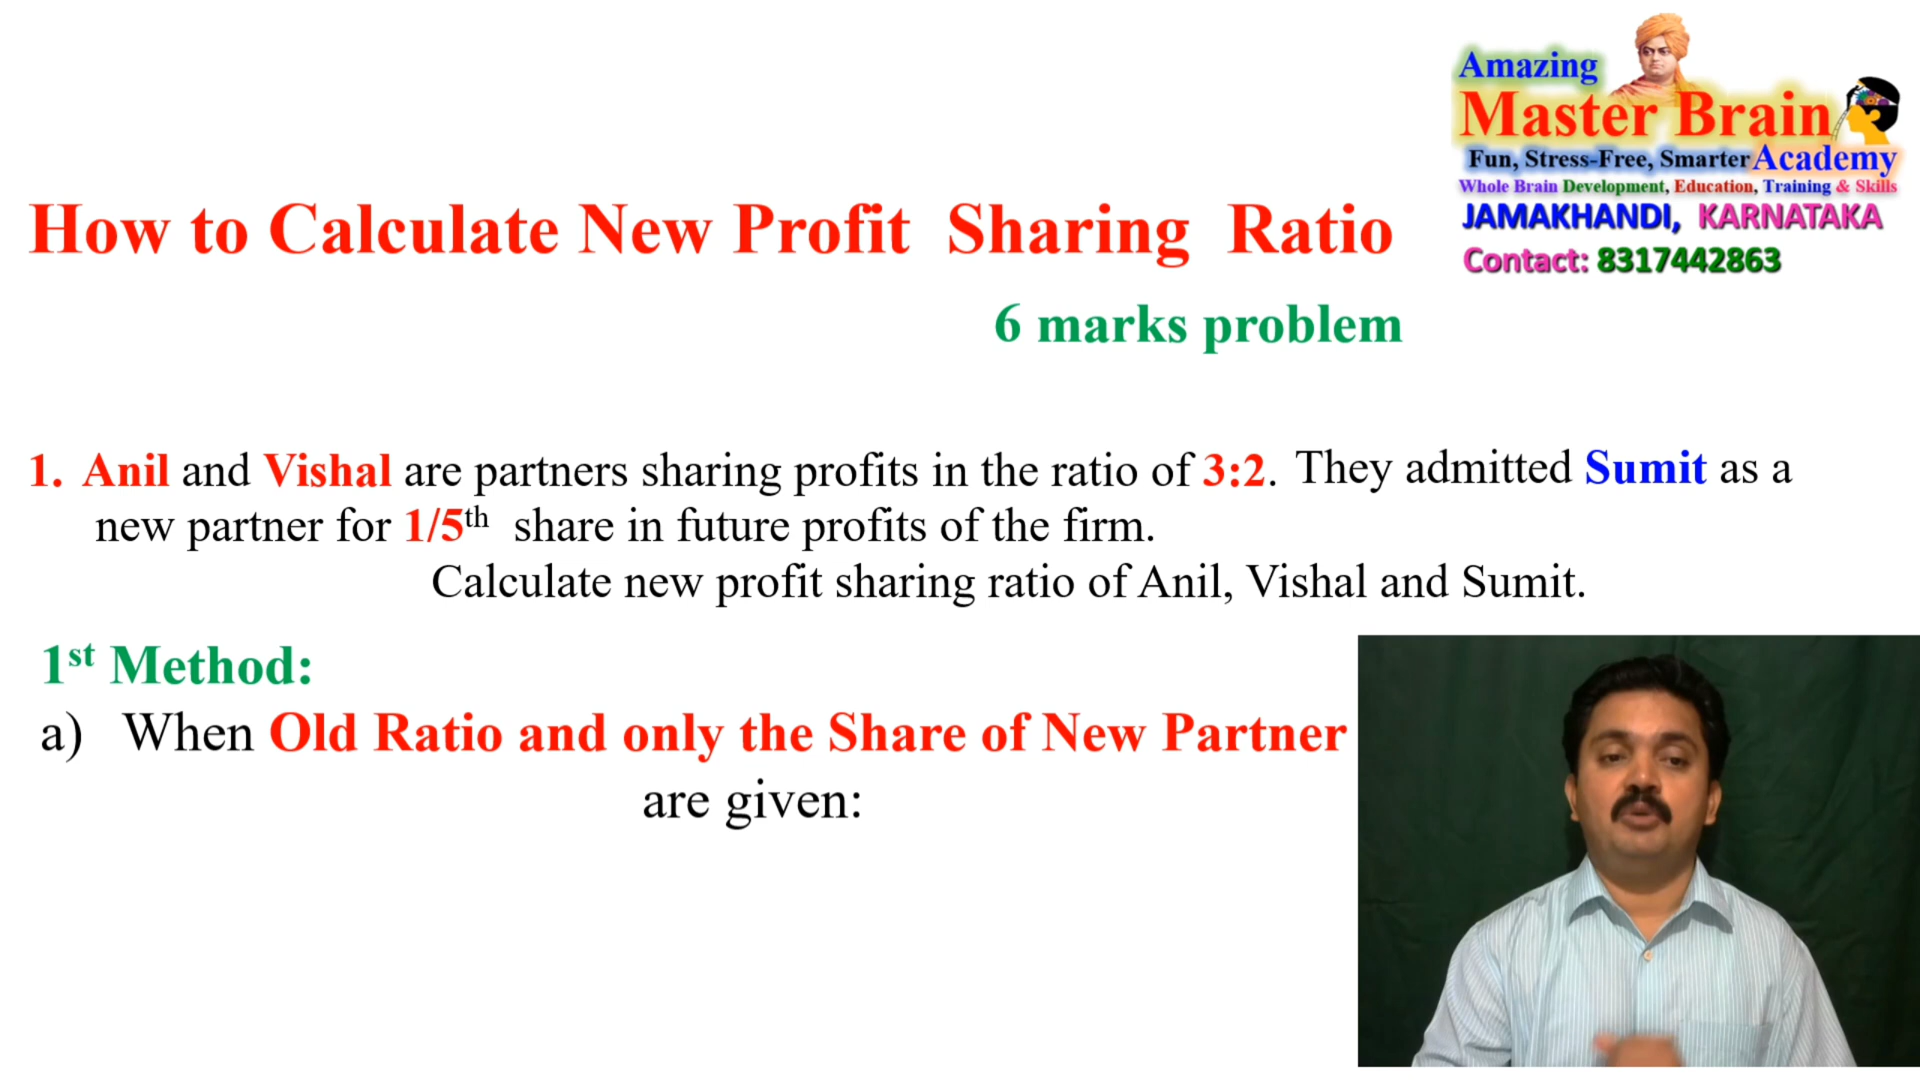 Amazing
Master Brain
Fun, Stress-Free, Smarter Academy
Whole Brain Development, Education, Training & Skills
JAMAKHANDI, KARNATAKA
Contact: 8317442863
How to Calculate New Profit Sharing Ratio
6 marks problem
1. Anil and Vishal are partners sharing profits in the ratio of 3:2. They admitted Sumit as a
new partner for 1/5th share in future profits of the firm.
Calculate new profit sharing ratio of Anil, Vishal and Sumit.
1st Method:
a) When Old Ratio and only the Share of New Partner
are given: